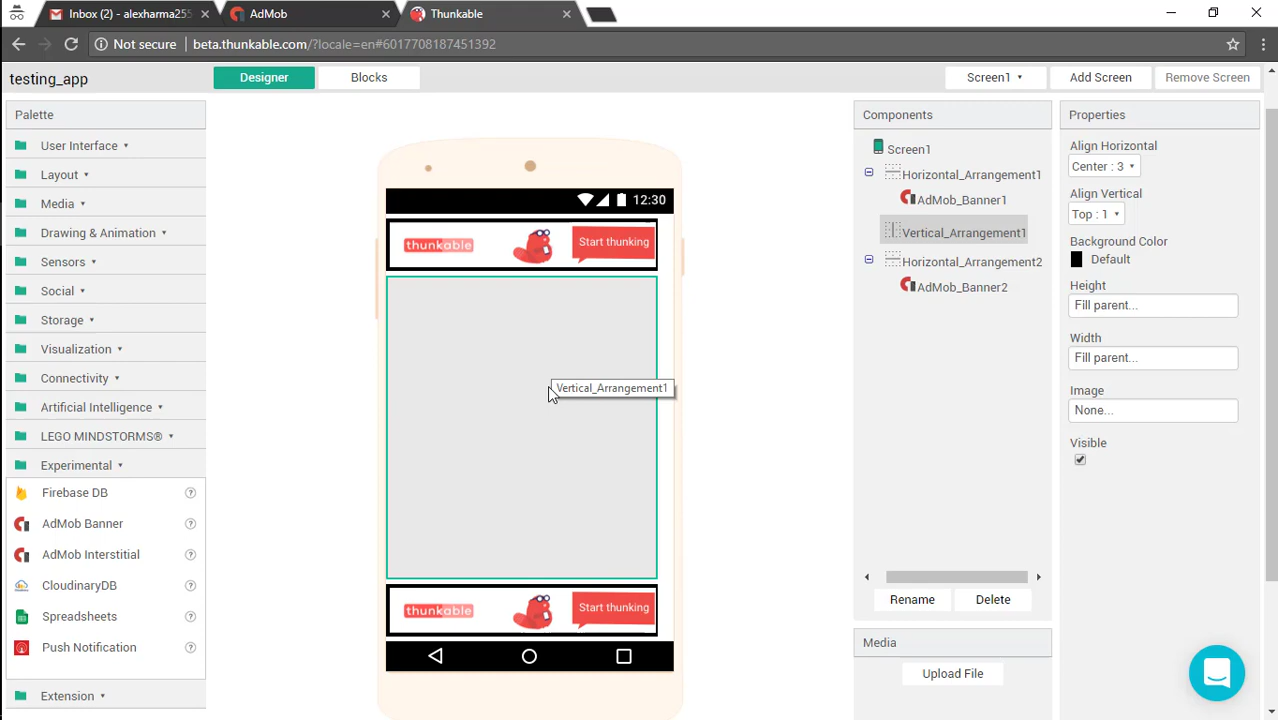 Inbox (2) - alexharma255
AdMob
Thunkable
Not secure
beta.thunkable.com/?locale=en#6017708187451392
testing_app
Designer
Blocks
Screen1
Add Screen
Remove Screen
Palette
User Interface
Layout
Media
Drawing & Animation
Sensors
Social
Storage
Visualization
Connectivity
Artificial Intelligence
LEGO MINDSTORMS®
Experimental
Firebase DB
AdMob Banner
AdMob Interstitial
CloudinaryDB
Spreadsheets
Push Notification
Extension
12:30
thunkable
Start thunking
Vertical_Arrangement1
thunkable
Start thunking
Components
Screen1
Horizontal_Arrangement1
AdMob_Banner1
Vertical_Arrangement1
Horizontal_Arrangement2
AdMob_Banner2
Rename
Delete
Media
Upload File
Properties
Align Horizontal
Center : 3
Align Vertical
Top : 1
Background Color
Default
Height
Fill parent...
Width
Fill parent...
Image
None...
Visible